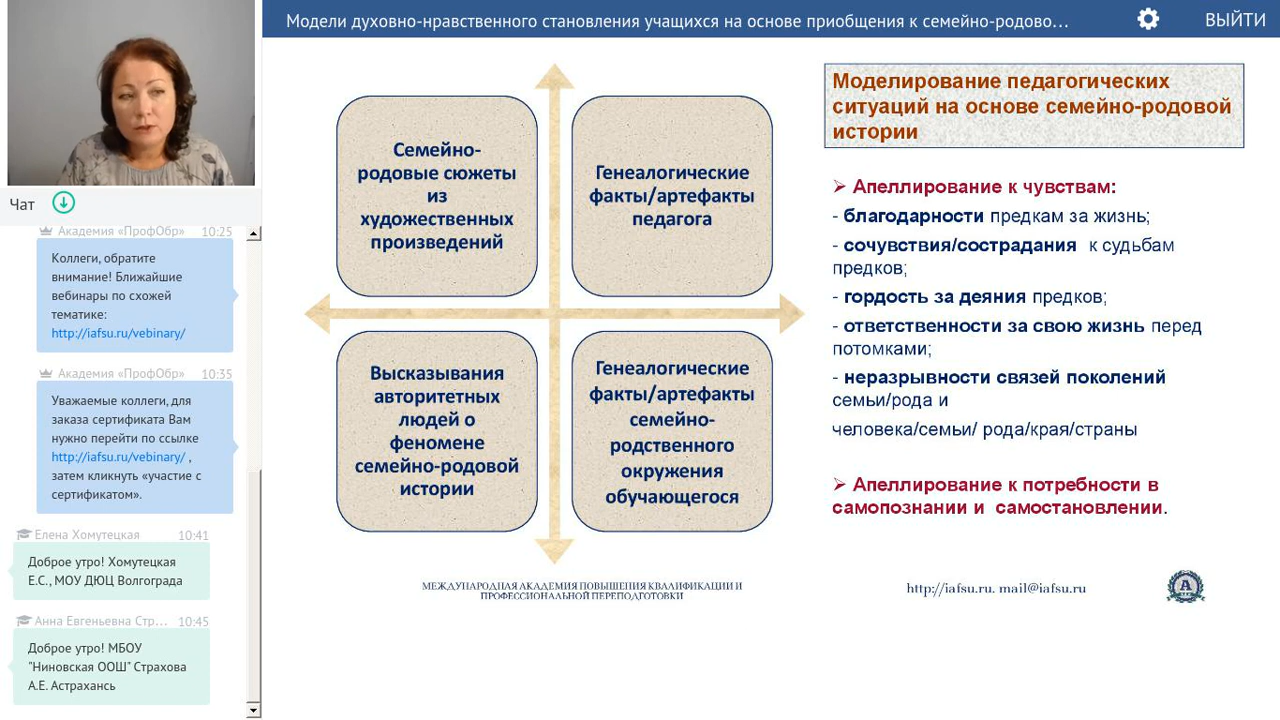 Модели духовно-нравственного становления учащихся на основе приобщения к семейно-родово...
ВЫЙТИ
Чат
Академия «ПрофОбр» 10:25
Коллеги, обратите
внимание! Ближайшие
вебинары по схожей
тематике:
http://iafsu.ru/vebinary/
Академия «ПрофОбр» 10:35
Уважаемые коллеги, для
заказа сертификата Вам
нужно перейти по ссылке
http://iafsu.ru/vebinary/ ,
затем кликнуть «участие с
сертификатом».
Елена Хомутецкая 10:41
Доброе утро! Хомутецкая
Е.С., МОУ ДЮЦ Волгограда
Анна Евгеньевна Стр... 10:45
Доброе утро! МБОУ
"Ниновская ООШ" Страхова
А.Е. Астрахансь
Семейно-
родовые сюжеты
из
художественных
произведений
Генеалогические
факты/артефакты
педагога
Высказывания
авторитетных
людей о
феномене
семейно-родовой
истории
Генеалогические
факты/артефакты
семейно-
родственного
окружения
обучающегося
Моделирование педагогических
ситуаций на основе семейно-родовой
истории
Апеллирование к чувствам:
- благодарности предкам за жизнь;
- сочувствия/сострадания к судьбам
предков;
- гордость за деяния предков;
- ответственности за свою жизнь перед
потомками;
- неразрывности связей поколений
семьи/рода и
человека/семьи/ рода/края/страны
Апеллирование к потребности в
самопознании и самостановлении.
МЕЖДУНАРОДНАЯ АКАДЕМИЯ ПОВЫШЕНИЯ КВАЛИФИКАЦИИ И
ПРОФЕССИОНАЛЬНОЙ ПЕРЕПОДГОТОВКИ
http://iafsu.ru. mail@iafsu.ru